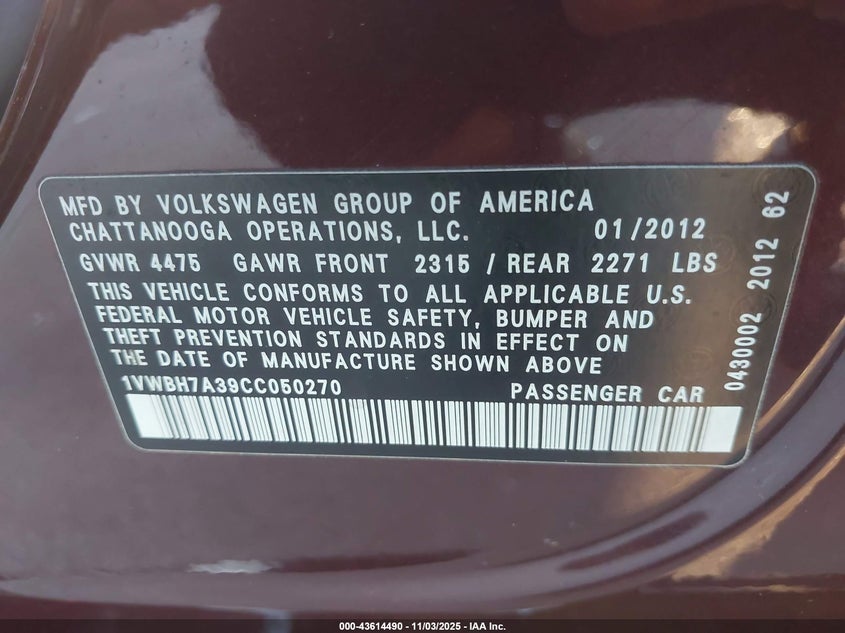 MFD BY VOLKSWAGEN GROUP OF AMERICA
CHATTANOOGA OPERATIONS, LLC. 01/2012
GVWR 4475 GAWR FRONT 2315 / REAR 2271 LBS
THIS VEHICLE CONFORMS TO ALL APPLICABLE U.S.
FEDERAL MOTOR VEHICLE SAFETY, BUMPER AND
THEFT PREVENTION STANDARDS IN EFFECT ON
THE DATE OF MANUFACTURE SHOWN ABOVE
1VWBH7A39CC050270 PASSENGER CAR
0430002 2012 62
000-43614490 - 11/03/2025 - IAA Inc.